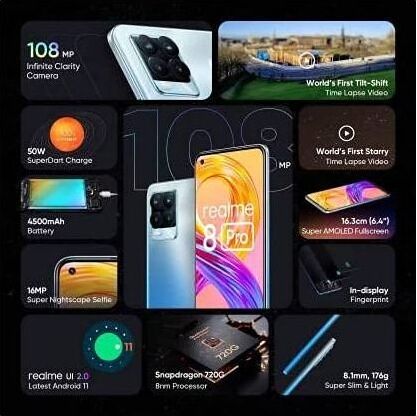 108 MP
Infinite Clarity
Camera
World's First Tilt-Shift
Time Lapse Video
50W
SuperDart Charge
108 MP
World's First Starry
Time Lapse Video
4500mAh
Battery
realme
8 Pro
16.3cm (6.4")
Super AMOLED Fullscreen
16MP
Super Nightscape Selfie
In-display
Fingerprint
11
realme UI 2.0
Latest Android 11
720G
Snapdragon 720G
8nm Processor
8.1mm, 176g
Super Slim & Light